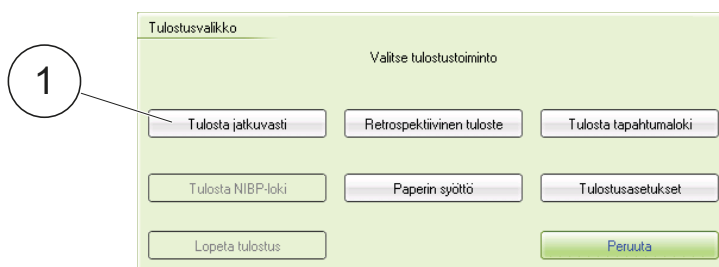 Tulostusvalikko
Valitse tulostustoiminto
1
Tulosta jatkuvasti
Retrospektiivinen tuloste
Tulosta tapahtumaloki
Tulosta NIBP-loki
Paperin syöttö
Tulostusasetukset
Lopeta tulostus
Peruuta